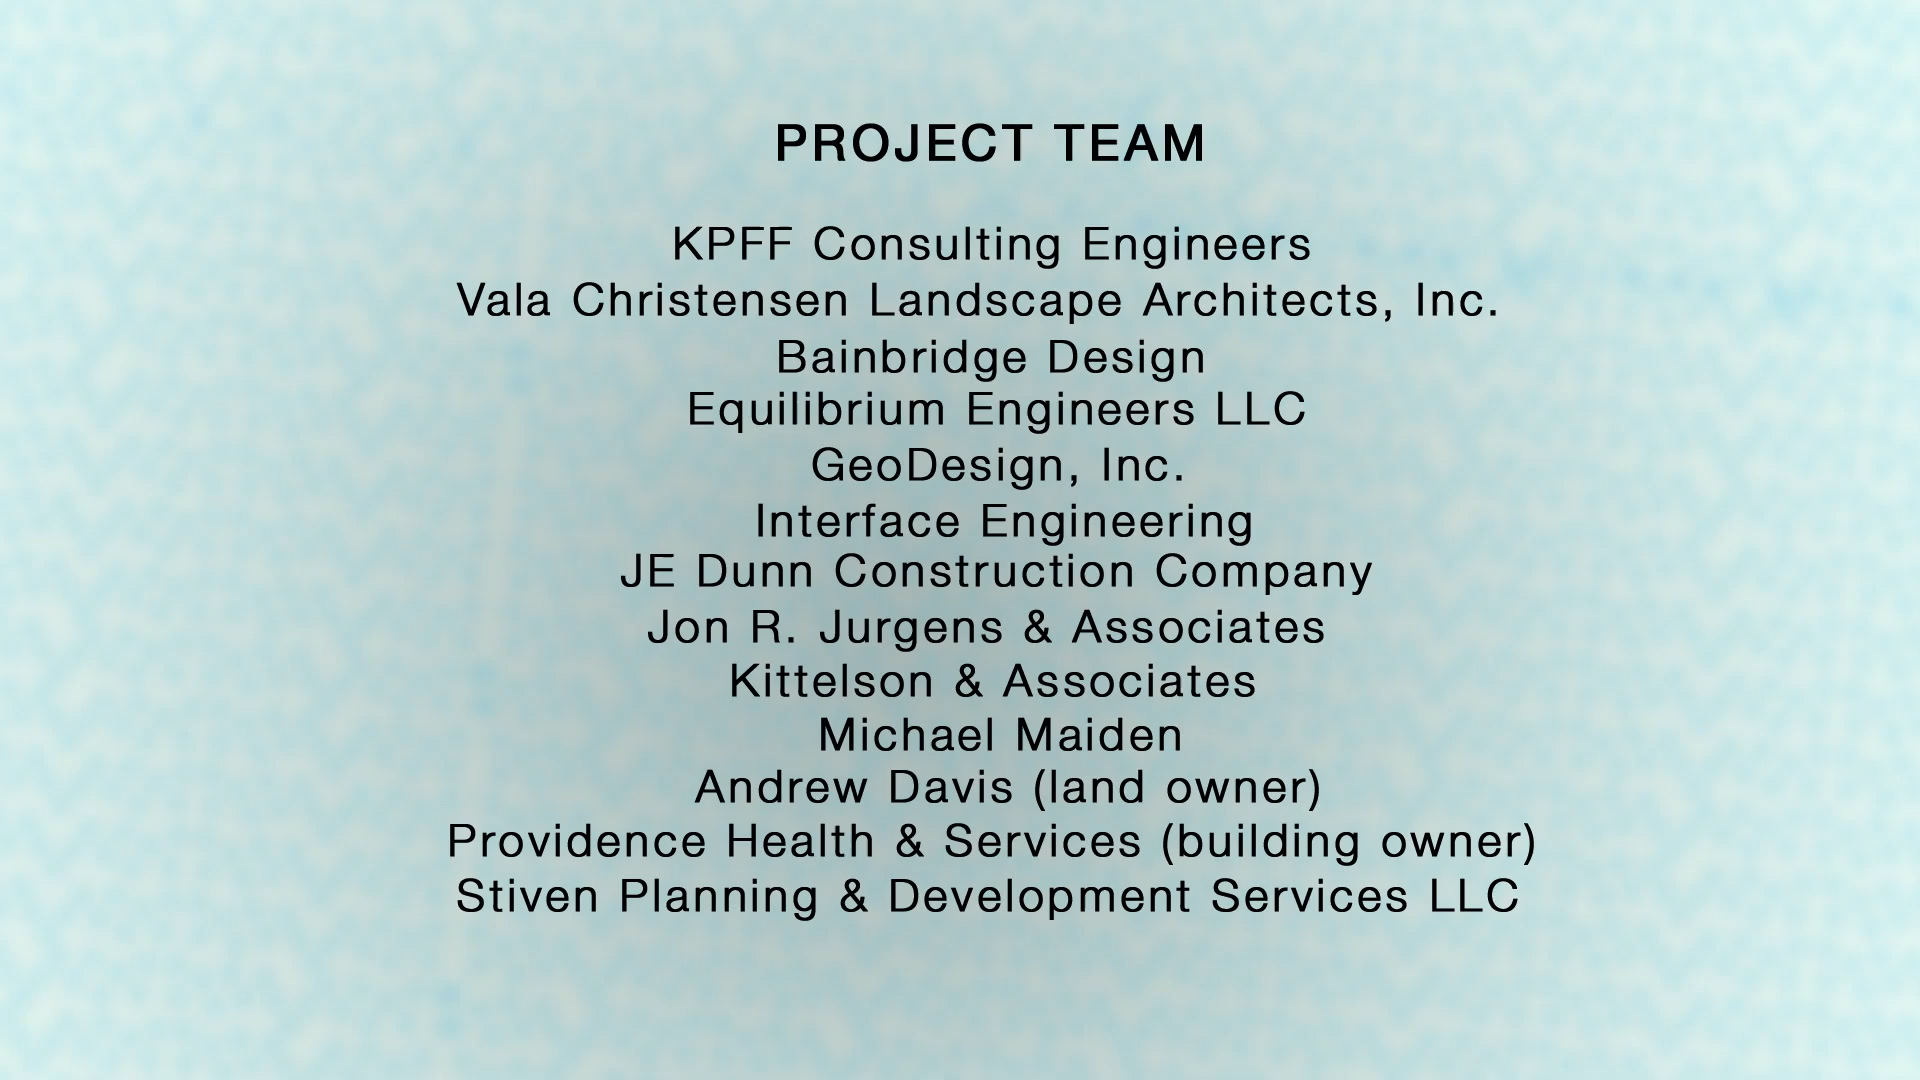 PROJECT TEAM
KPFF Consulting Engineers
Vala Christensen Landscape Architects, Inc.
Bainbridge Design
Equilibrium Engineers LLC
GeoDesign, Inc.
Interface Engineering
JE Dunn Construction Company
Jon R. Jurgens & Associates
Kittelson & Associates
Michael Maiden
Andrew Davis (land owner)
Providence Health & Services (building owner)
Stiven Planning & Development Services LLC